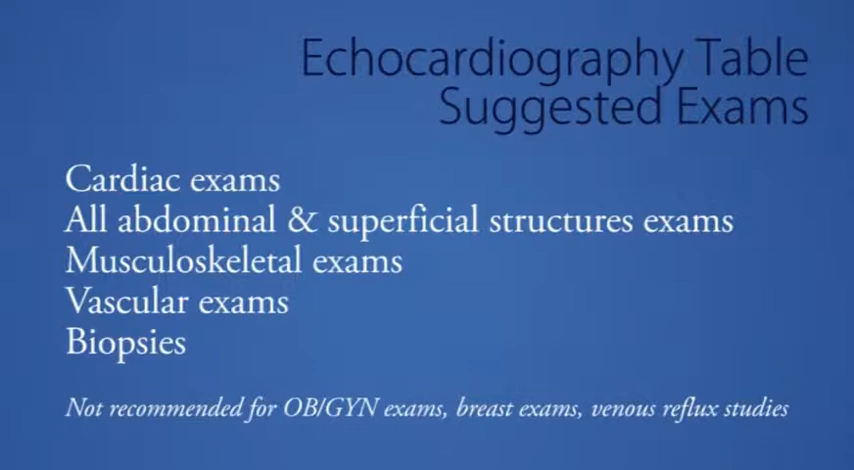 Echocardiography Table
Suggested Exams
Cardiac exams
All abdominal & superficial structures exams
Musculoskeletal exams
Vascular exams
Biopsies
Not recommended for OB/GYN exams, breast exams, venous reflux studies